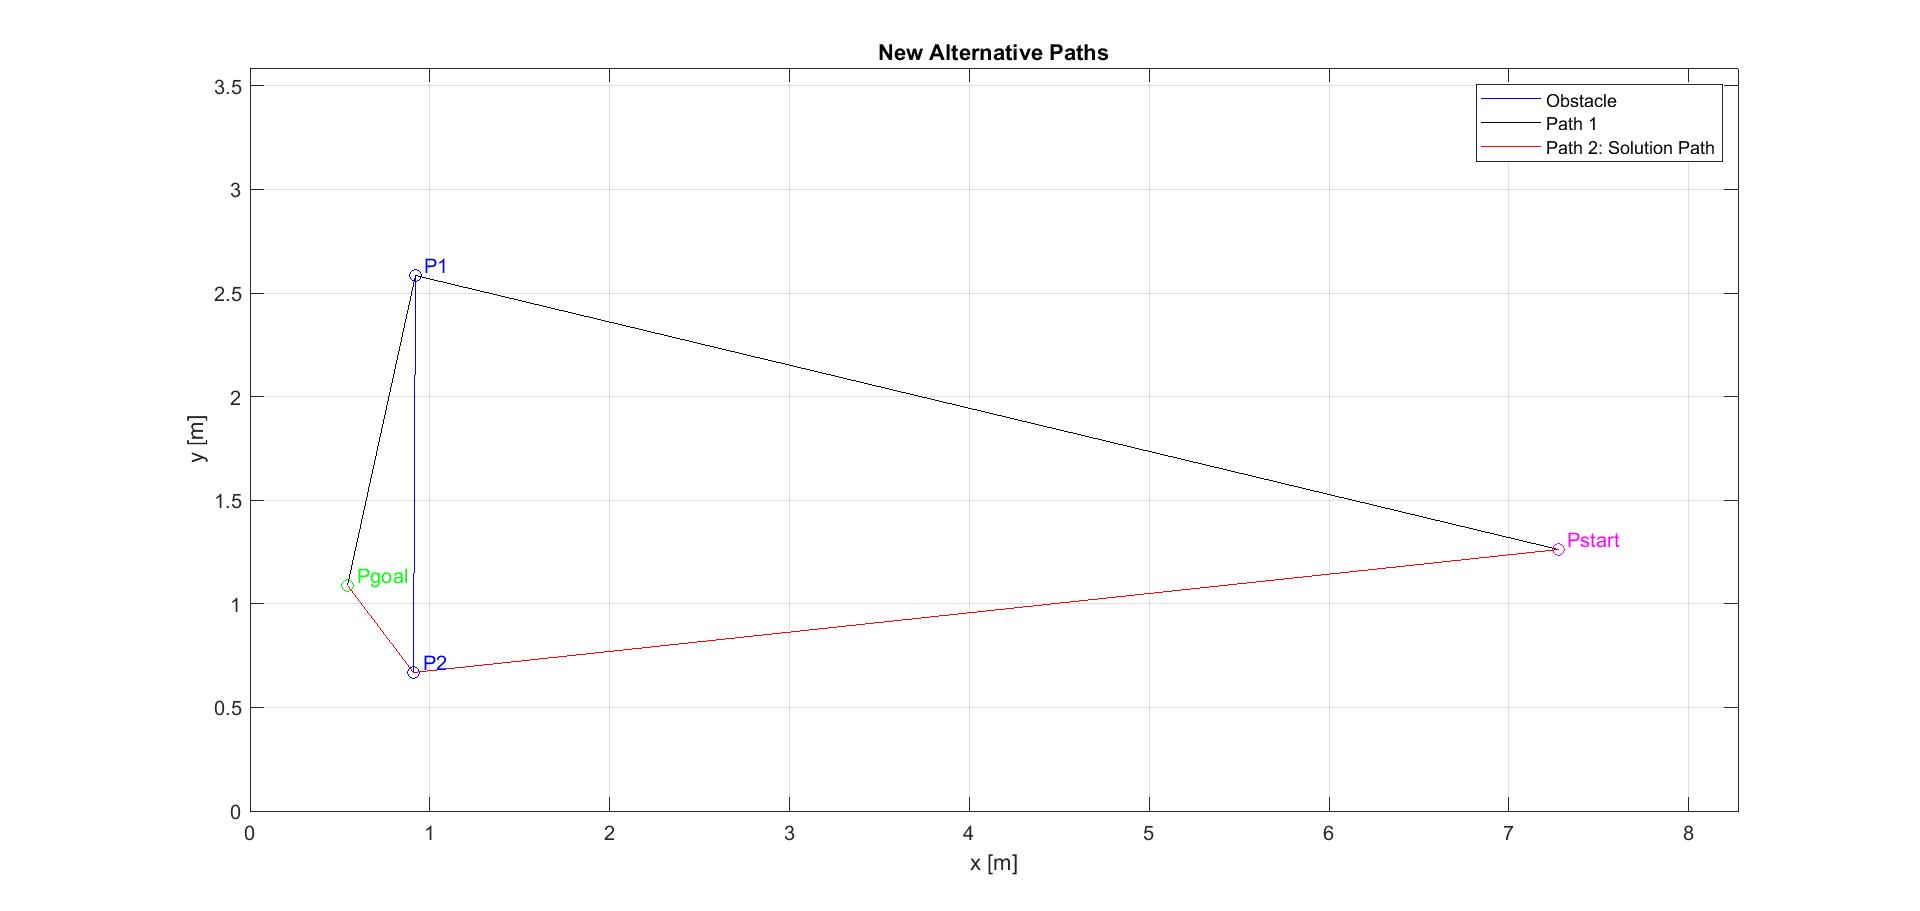 New Alternative Paths
Obstacle
Path 1
Path 2: Solution Path
3.5
3
2.5
2
1.5
1
0.5
0
y [m]
P1
Pstart
Pgoal
P2
0 1 2 3 4 5 6 7 8
x [m]